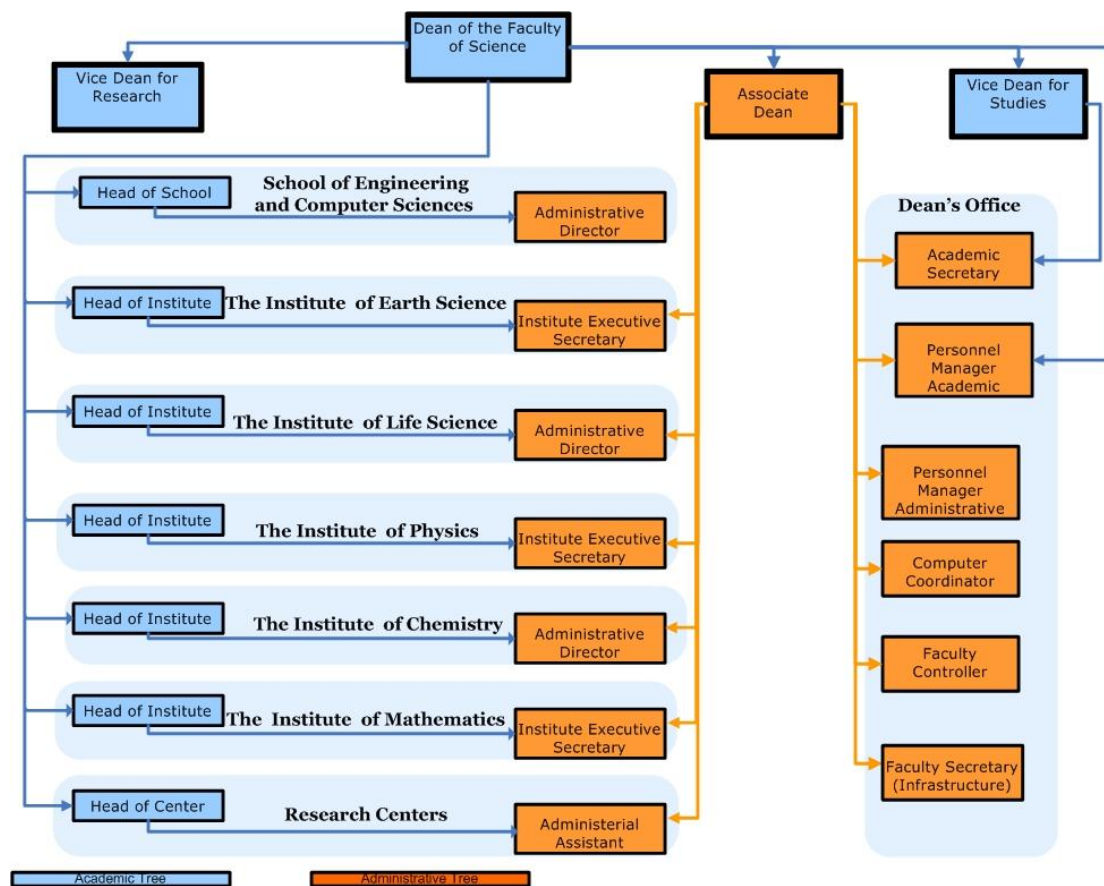 Dean of the Faculty
of Science
Vice Dean for
Research
Associate
Dean
Vice Dean for
Studies
Head of School
School of Engineering
and Computer Sciences
Administrative
Director
Head of Institute
The Institute of Earth Science
Institute Executive
Secretary
Head of Institute
The Institute of Life Science
Administrative
Director
Head of Institute
The Institute of Physics
Institute Executive
Secretary
Head of Institute
The Institute of Chemistry
Administrative
Director
Head of Institute
The Institute of Mathematics
Institute Executive
Secretary
Head of Center
Research Centers
Administerial
Assistant
Dean's Office
Academic
Secretary
Personnel
Manager
Academic
Personnel
Manager
Administrative
Computer
Coordinator
Faculty
Controller
Faculty Secretary
(Infrastructure)
Academic Tree
Administrative Tree